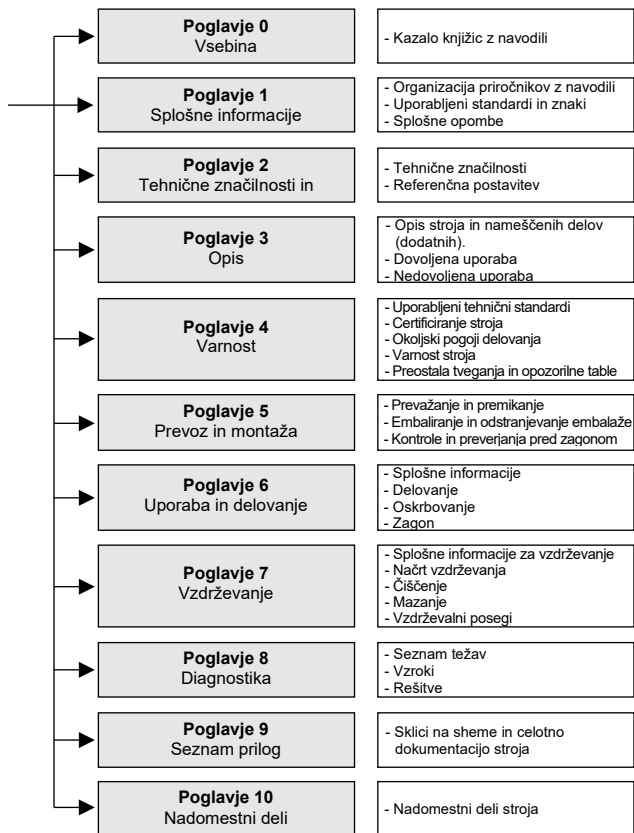 Poglavje 0
Vsebina
- Kazalo knjižic z navodili
Poglavje 1
Splošne informacije
- Organizacija priročnikov z navodili
- Uporabljeni standardi in znaki
- Splošne opombe
Poglavje 2
Tehnične značilnosti in
- Tehnične značilnosti
- Referenčna postavitev
Poglavje 3
Opis
- Opis stroja in nameščenih delov
(dodatnih).
- Dovoljena uporaba
- Nedovoljena uporaba
Poglavje 4
Varnost
- Uporabljeni tehnični standardi
- Certificiranje stroja
- Okoljski pogoji delovanja
- Varnost stroja
- Preostala tveganja in opozorilne table
Poglavje 5
Prevoz in montaža
- Prevažanje in premikanje
- Embaliranje in odstranjevanje embalaže
- Kontrole in preverjanja pred zagonom
Poglavje 6
Uporaba in delovanje
- Splošne informacije
- Delovanje
- Oskrbovanje
- Zagon
Poglavje 7
Vzdrževanje
- Splošne informacije za vzdrževanje
- Načrt vzdrževanja
- Čiščenje
- Mazanje
- Vzdrževalni posegi
Poglavje 8
Diagnostika
- Seznam težav
- Vzroki
- Rešitve
Poglavje 9
Seznam prilog
- Sklici na sheme in celotno
dokumentacijo stroja
Poglavje 10
Nadomestni deli
- Nadomestni deli stroja